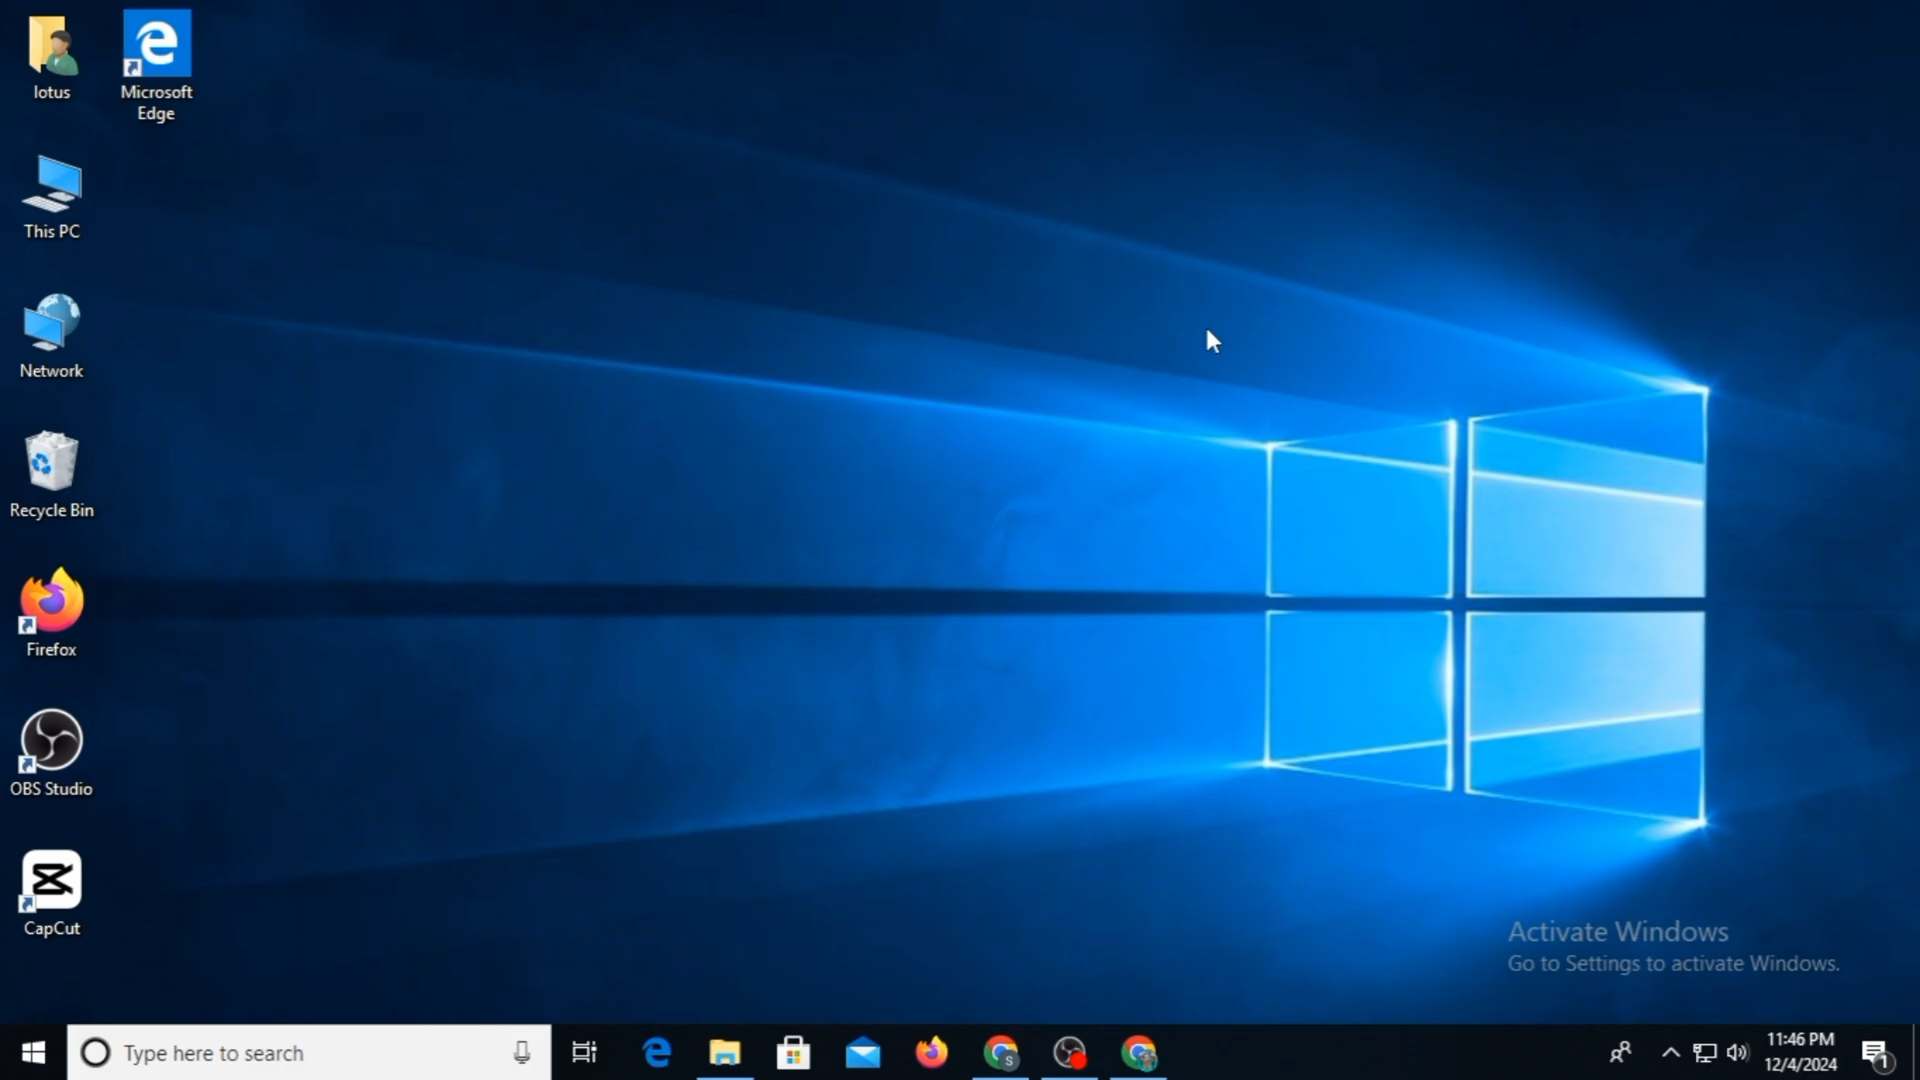 lotus
Microsoft
Edge
This PC
Network
Recycle Bin
Firefox
OBS Studio
CapCut
Activate Windows
Go to Settings to activate Windows.
Type here to search
S
11:46 PM
12/4/2024
1